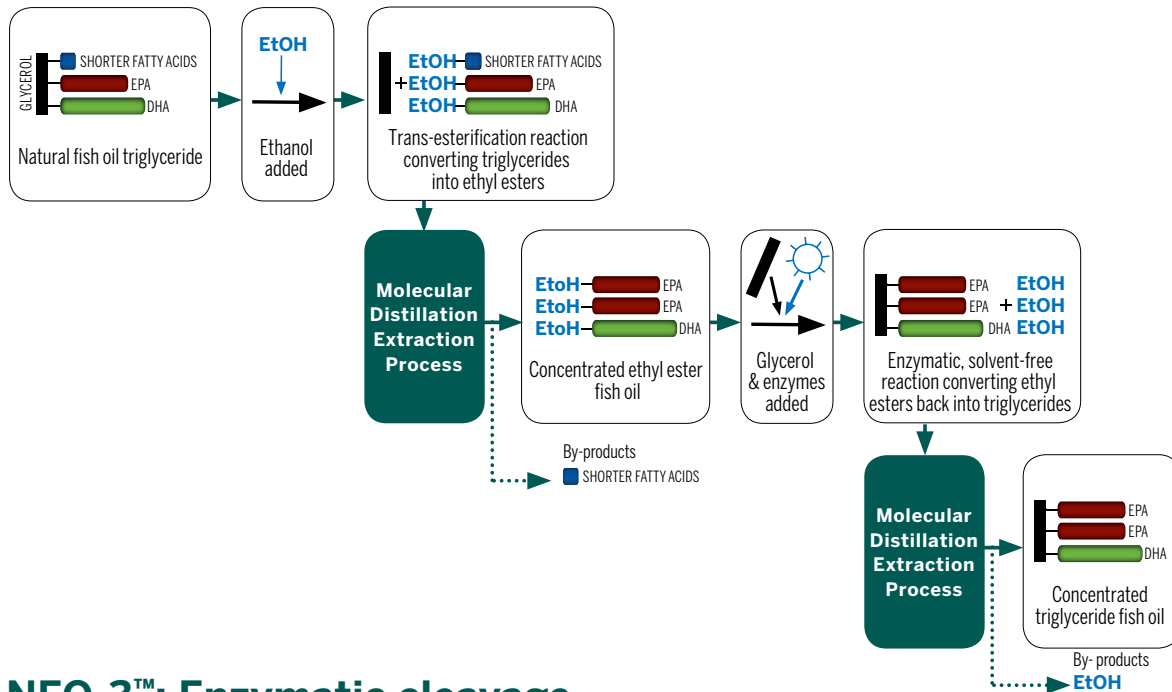 GLYCEROL
SHORTER FATTY ACIDS
EPA
DHA
Natural fish oil triglyceride
EtOH
Ethanol
added
EtOH
SHORTER FATTY ACIDS
+EtOH
EPA
EtOH
DHA
Trans-esterification reaction
converting triglycerides
into ethyl esters
Molecular
Distillation
Extraction
Process
EtoH
EPA
EtoH
EPA
EtoH
DHA
Concentrated ethyl ester
fish oil
By-products
SHORTER FATTY ACIDS
Glycerol
& enzymes
added
EPA EtOH
EPA + EtOH
DHA EtOH
Enzymatic, solvent-free
reaction converting ethyl
esters back into triglycerides
Molecular
Distillation
Extraction
Process
EPA
EPA
DHA
Concentrated
triglyceride fish oil
By- products
EtOH